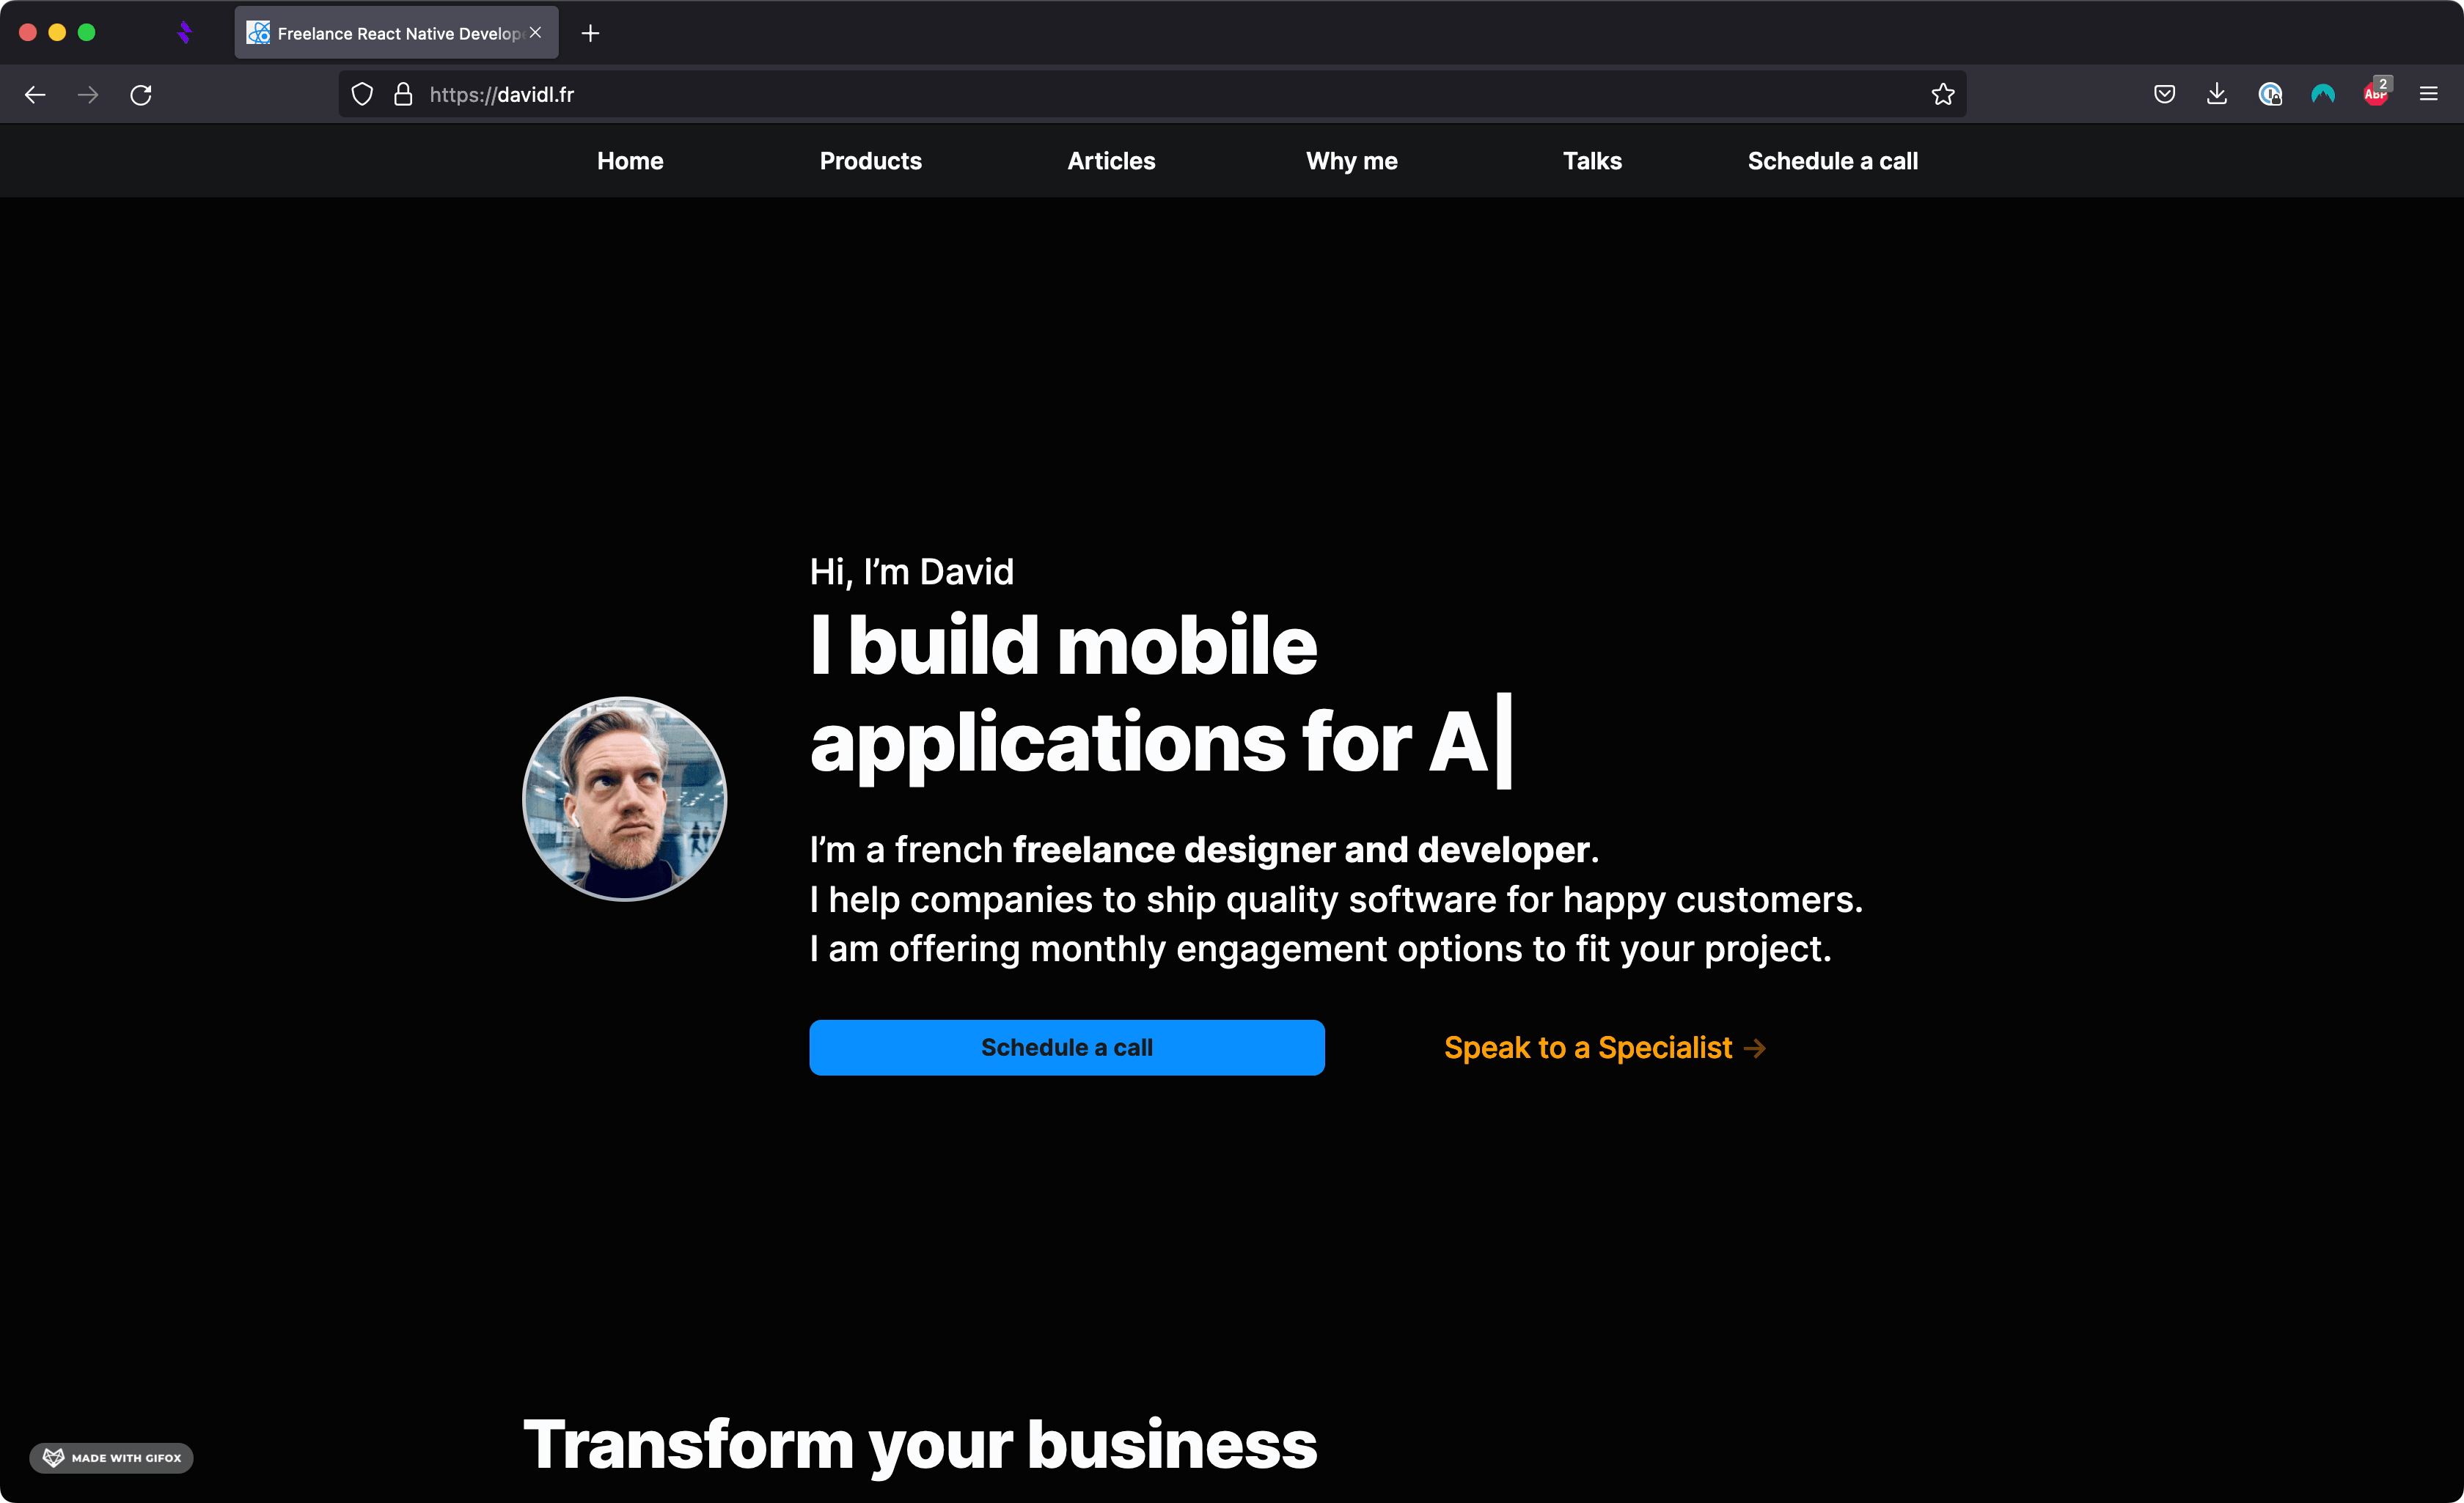 Freelance React Native Develop
https://davidl.fr
2
ABP
Home Products Articles Why me Talks Schedule a call
Hi, I’m David
I build mobile
applications for A
I’m a french freelance designer and developer.
I help companies to ship quality software for happy customers.
I am offering monthly engagement options to fit your project.
Schedule a call Speak to a Specialist →
Transform your business
MADE WITH GIFOX